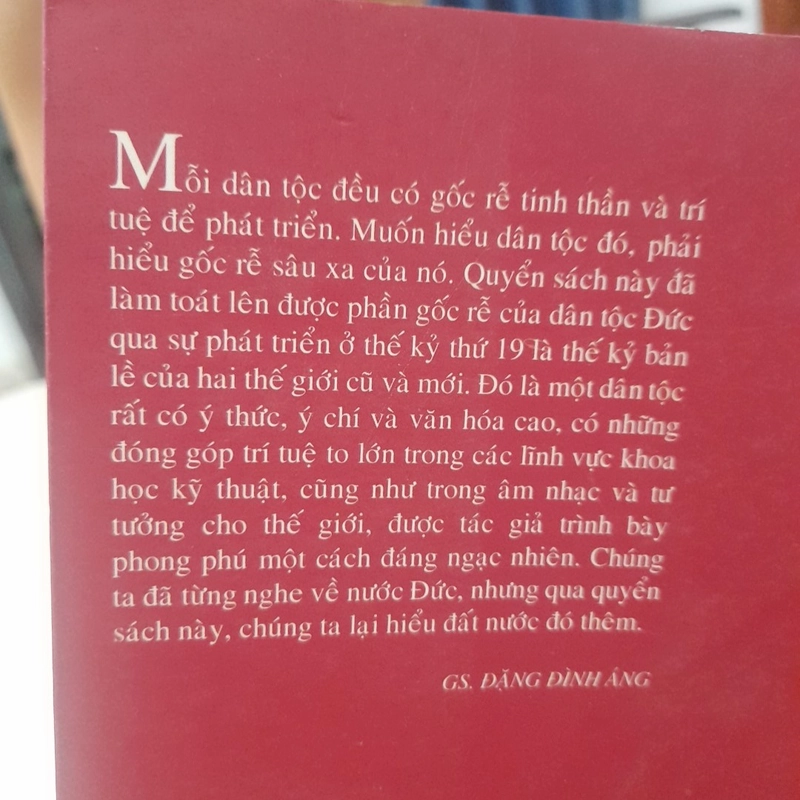 Mỗi dân tộc đều có gốc rễ tinh thần và trí
tuệ để phát triển. Muốn hiểu dân tộc đó, phải
hiểu gốc rễ sâu xa của nó. Quyển sách này đã
làm toát lên được phần gốc rễ của dân tộc Đức
qua sự phát triển ở thế kỷ thứ 19 là thế kỷ bản
lề của hai thế giới cũ và mới. Đó là một dân tộc
rất có ý thức, ý chí và văn hóa cao, có những
đóng góp trí tuệ to lớn trong các lĩnh vực khoa
học kỹ thuật, cũng như trong âm nhạc và tư
tưởng cho thế giới, được tác giả trình bày
phong phú một cách đáng ngạc nhiên. Chúng
ta đã từng nghe về nước Đức, nhưng qua quyển
sách này, chúng ta lại hiểu đất nước đó thêm.
GS. ĐẶNG ĐÌNH ÁNG